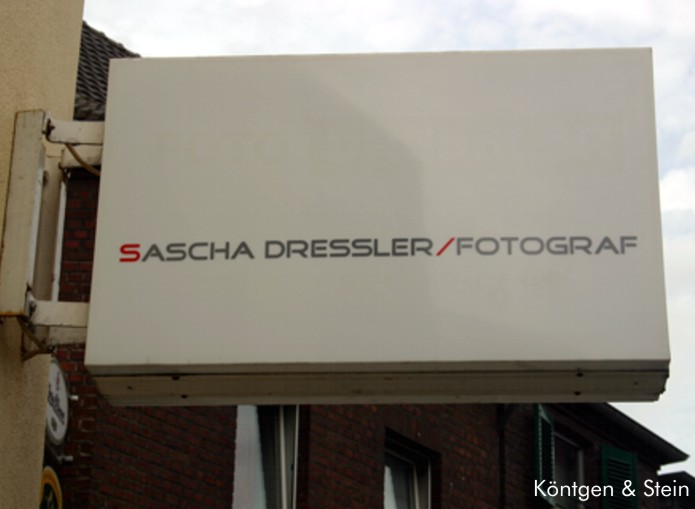 SASCHA DRESSLER/FOTOGRAF
Köntgen & Stein